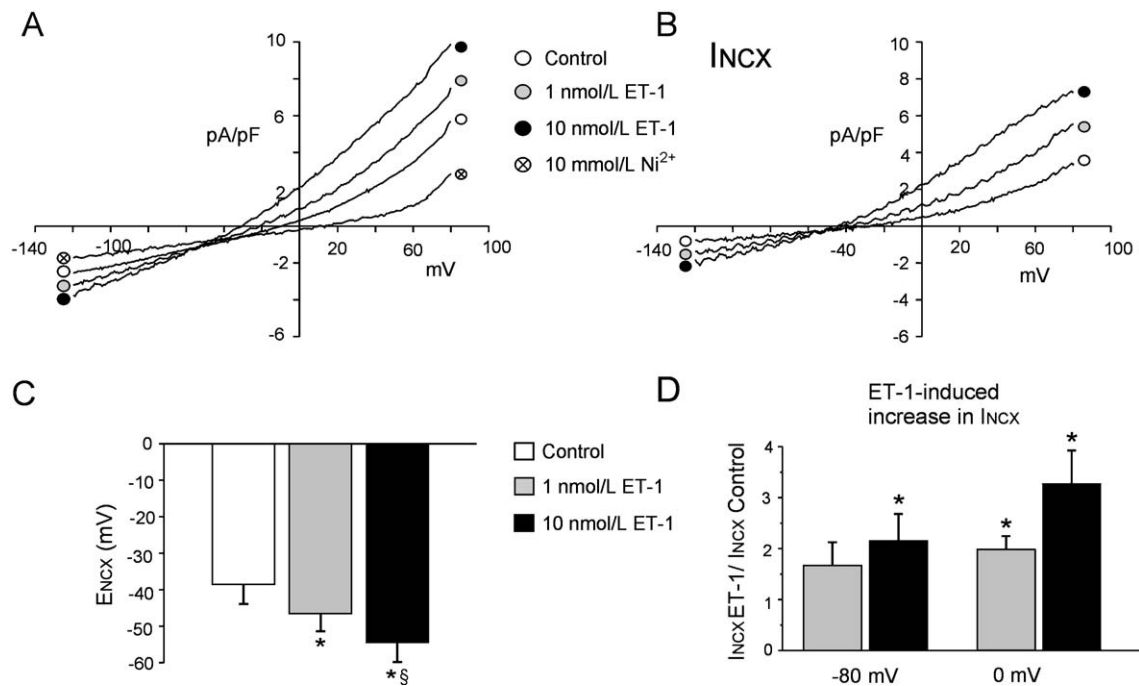 A
10
8
6
pA/pF
2
-140
-100
20
60
100
mV
-2
-4
-6
Control
1 nmol/L ET-1
10 nmol/L ET-1
10 mmol/L Ni2+
B
INCX
10
8
6
pA/pF
4
2
-140
-40
20
60
100
mV
-2
-4
-6
C
0
-10
-20
-30
-40
-50
-60
ENCX (mV)
*
*§
Control
1 nmol/L ET-1
10 nmol/L ET-1
D
ET-1-induced
increase in INCX
INCX ET-1/ INCX Control
4
3
2
1
0
*
*
*
-80 mV
0 mV